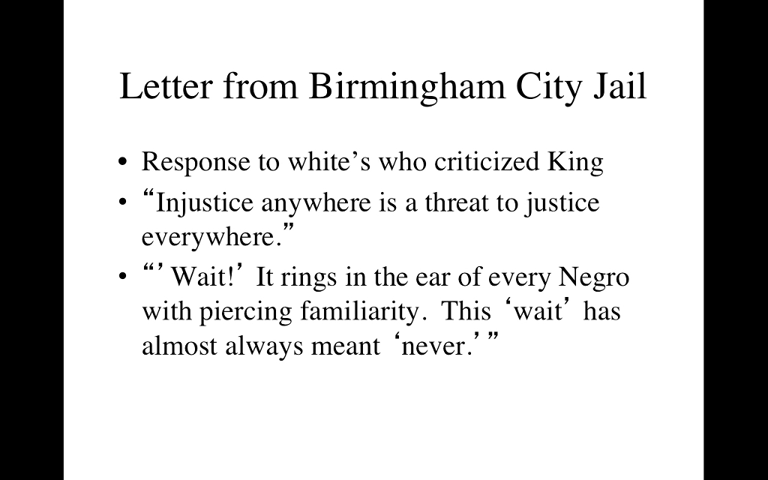 Letter from Birmingham City Jail
• Response to white’s who criticized King
• “Injustice anywhere is a threat to justice
everywhere.”
• “’Wait!’ It rings in the ear of every Negro
with piercing familiarity. This ‘wait’ has
almost always meant ‘never.’”